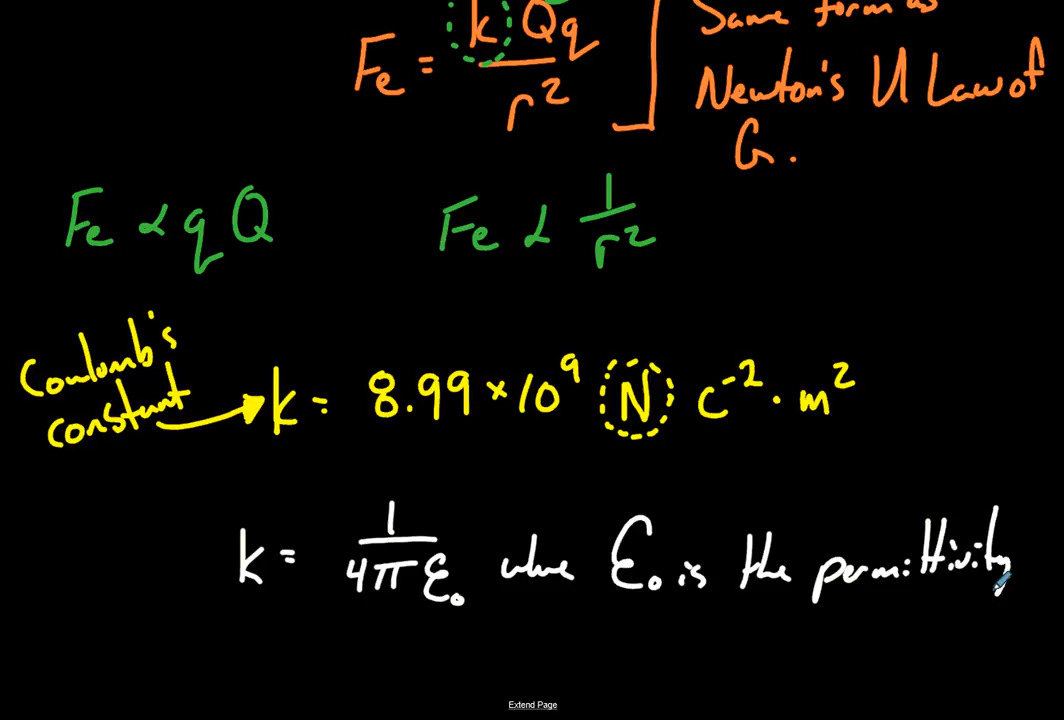 Same form as
Fe = k Qq / r²
Newton's U Law of
G.
Fe ∝ q Q
Fe ∝ 1 / r²
Coulomb's
constant
k = 8.99 × 10⁹ N C⁻² · m²
k = 1 / 4πε₀ where ε₀ is the permittivity
Extend Page